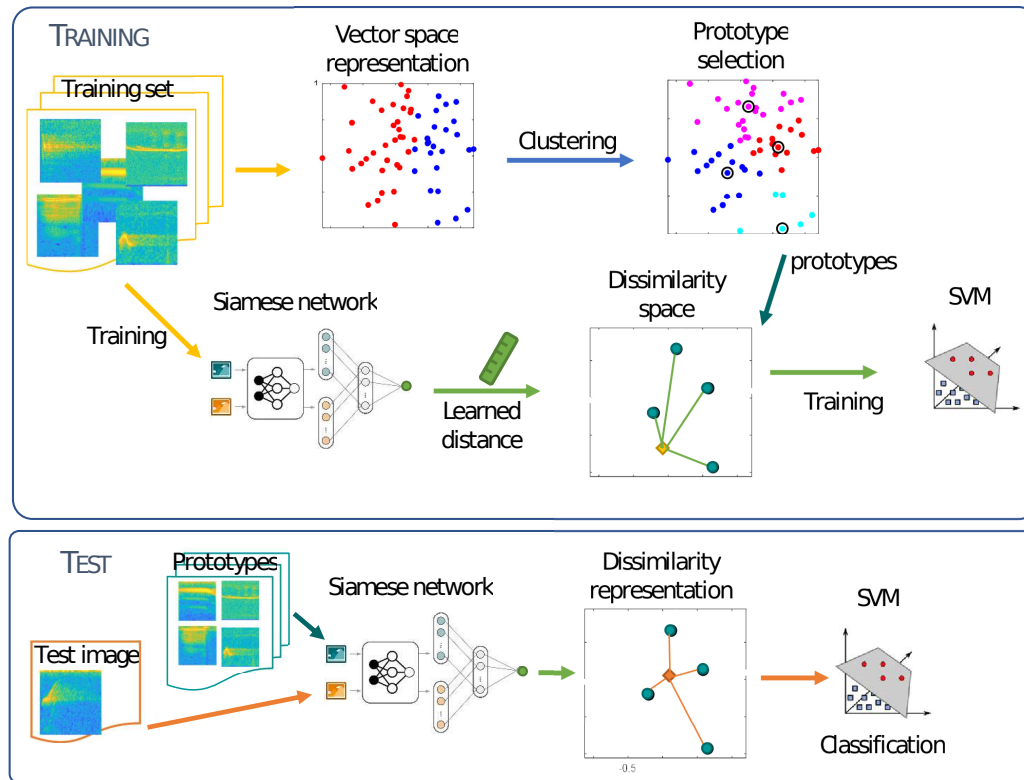 TRAINING
Vector space
representation
Prototype
selection
Training set
1
Clustering
prototypes
Siamese network
Dissimilarity
space
SVM
Training
Learned
distance
Training
TEST
Prototypes
Siamese network
Dissimilarity
representation
SVM
Test image
Classification
-0.5